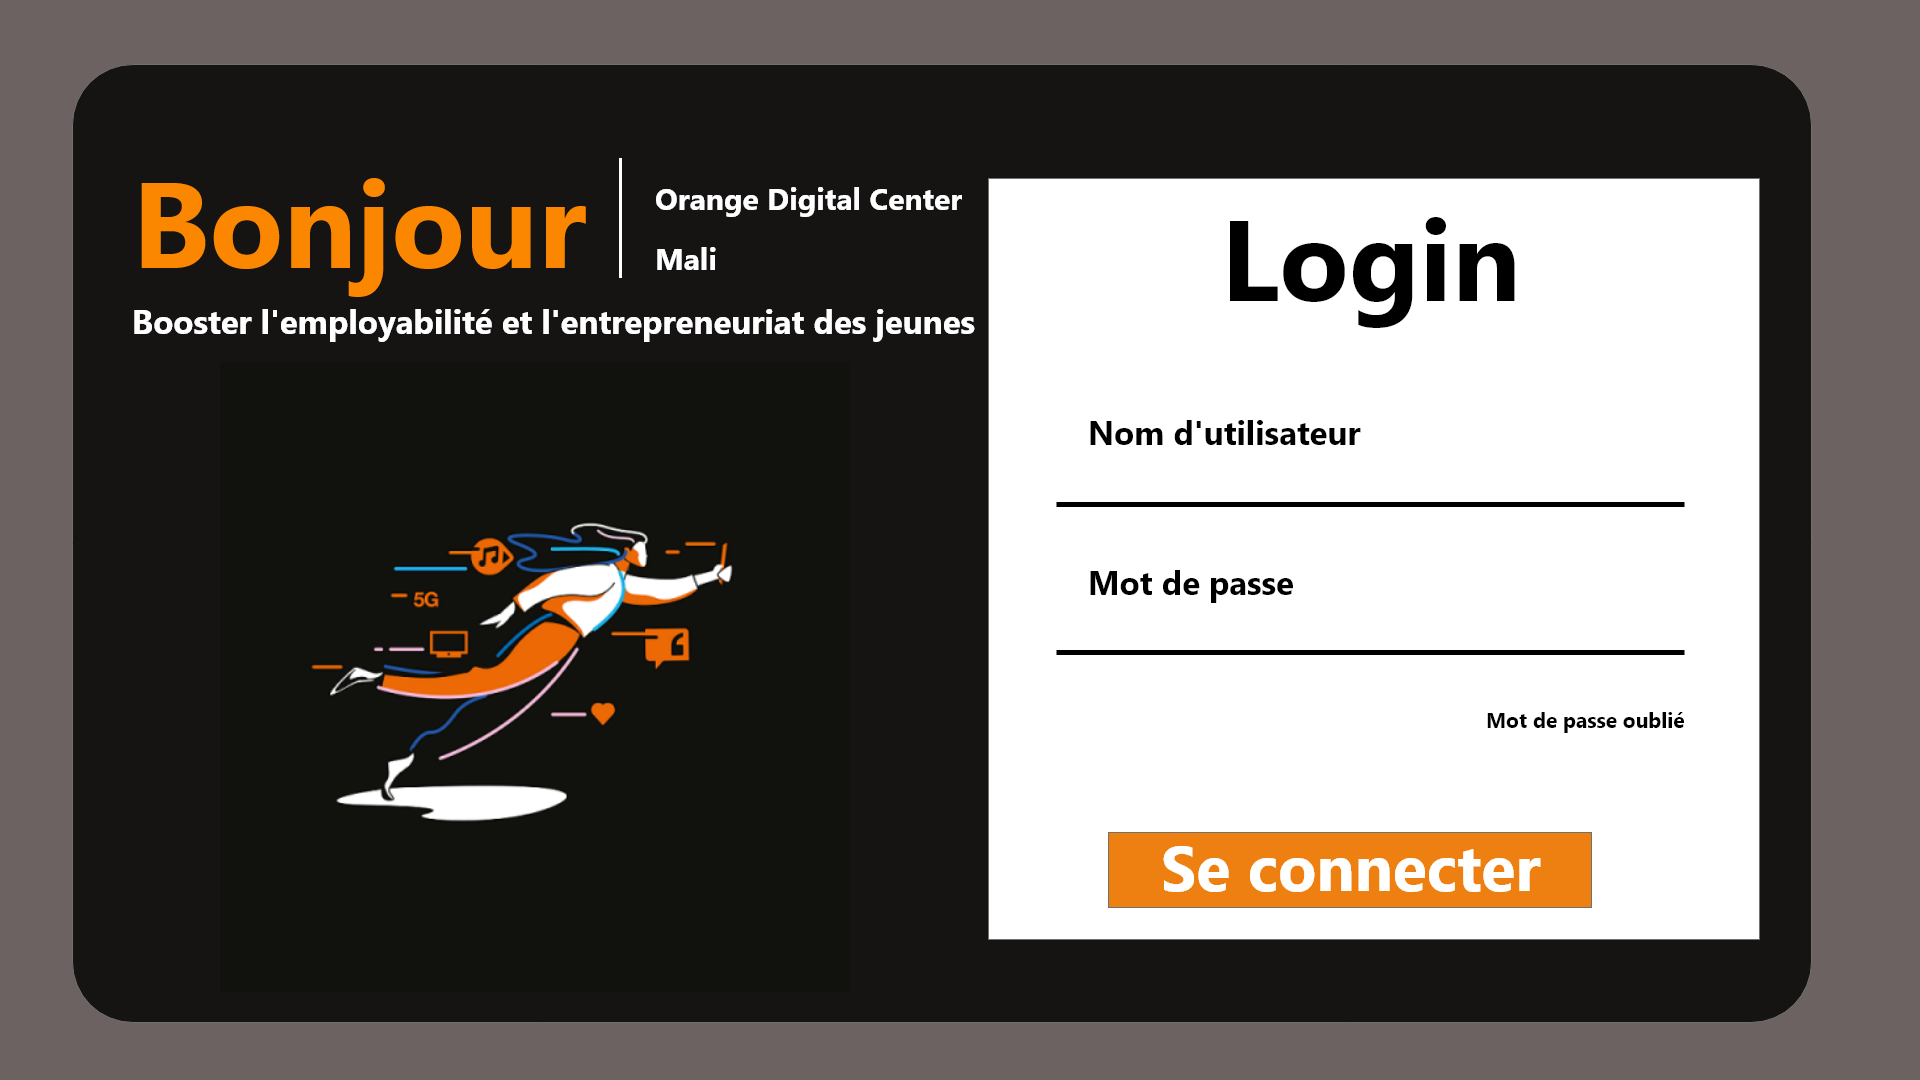 Bonjour
Orange Digital Center
Mali
Booster l'employabilité et l'entrepreneuriat des jeunes
5G
Login
Nom d'utilisateur
Mot de passe
Mot de passe oublié
Se connecter